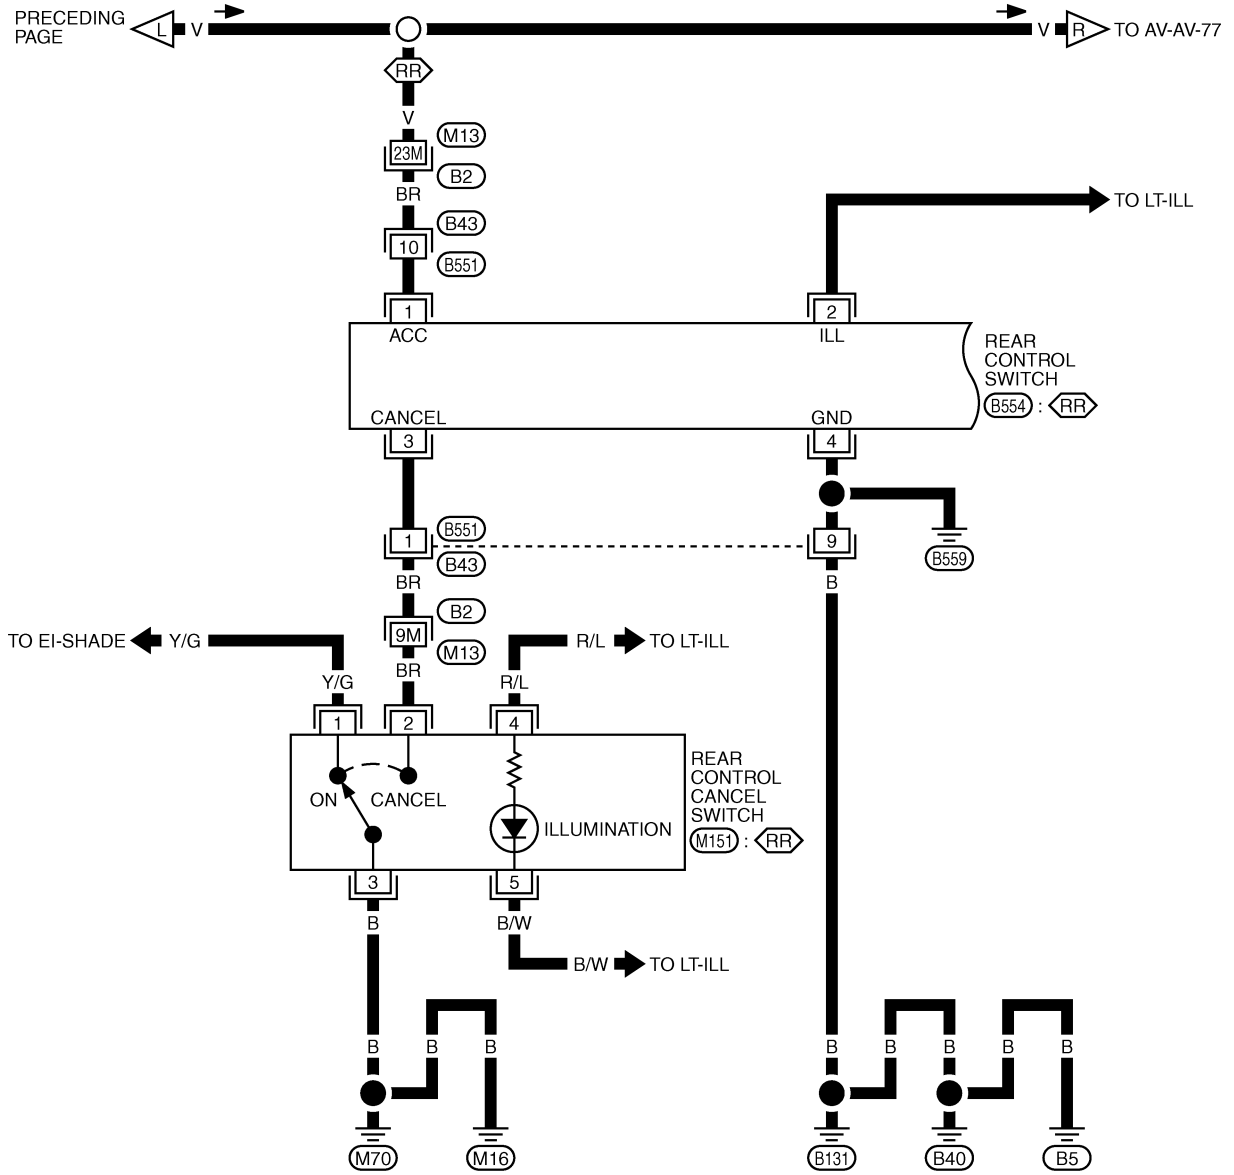 PRECEDING
PAGE
L
V
V
R
TO AV-AV-77
RR
V
M13
23M
B2
BR
B43
10
B551
TO LT-ILL
1
2
ACC
ILL
REAR
CONTROL
SWITCH
B554 : RR
CANCEL
GND
3
4
B551
1
9
B43
B559
BR
B
B2
9M
M13
BR
TO EI-SHADE
Y/G
Y/G
R/L
TO LT-ILL
R/L
1
2
4
REAR
CONTROL
CANCEL
SWITCH
M151 : RR
ON
CANCEL
ILLUMINATION
3
5
B
B/W
B/W
TO LT-ILL
B
B
B
B
B
B
B
B
M70
M16
B131
B40
B5